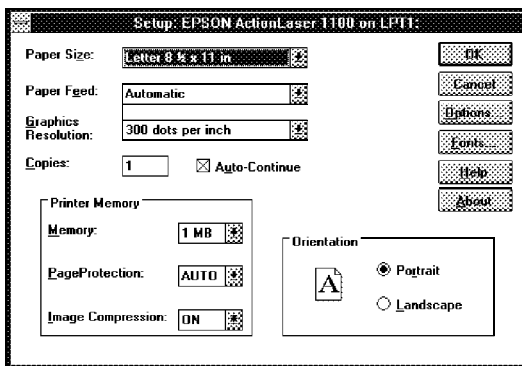 Setup: EPSON ActionLaser 1100 on LPT1:
Paper Size: Letter 8 ½ x 11 in
OK
Paper Feed: Automatic
Cancel
Graphics
Resolution: 300 dots per inch
Options...
Fonts...
Copies: 1 Auto-Continue
Help
About
Printer Memory
Memory: 1 MB
PageProtection: AUTO
Image Compression: ON
Orientation
A
Portrait
Landscape